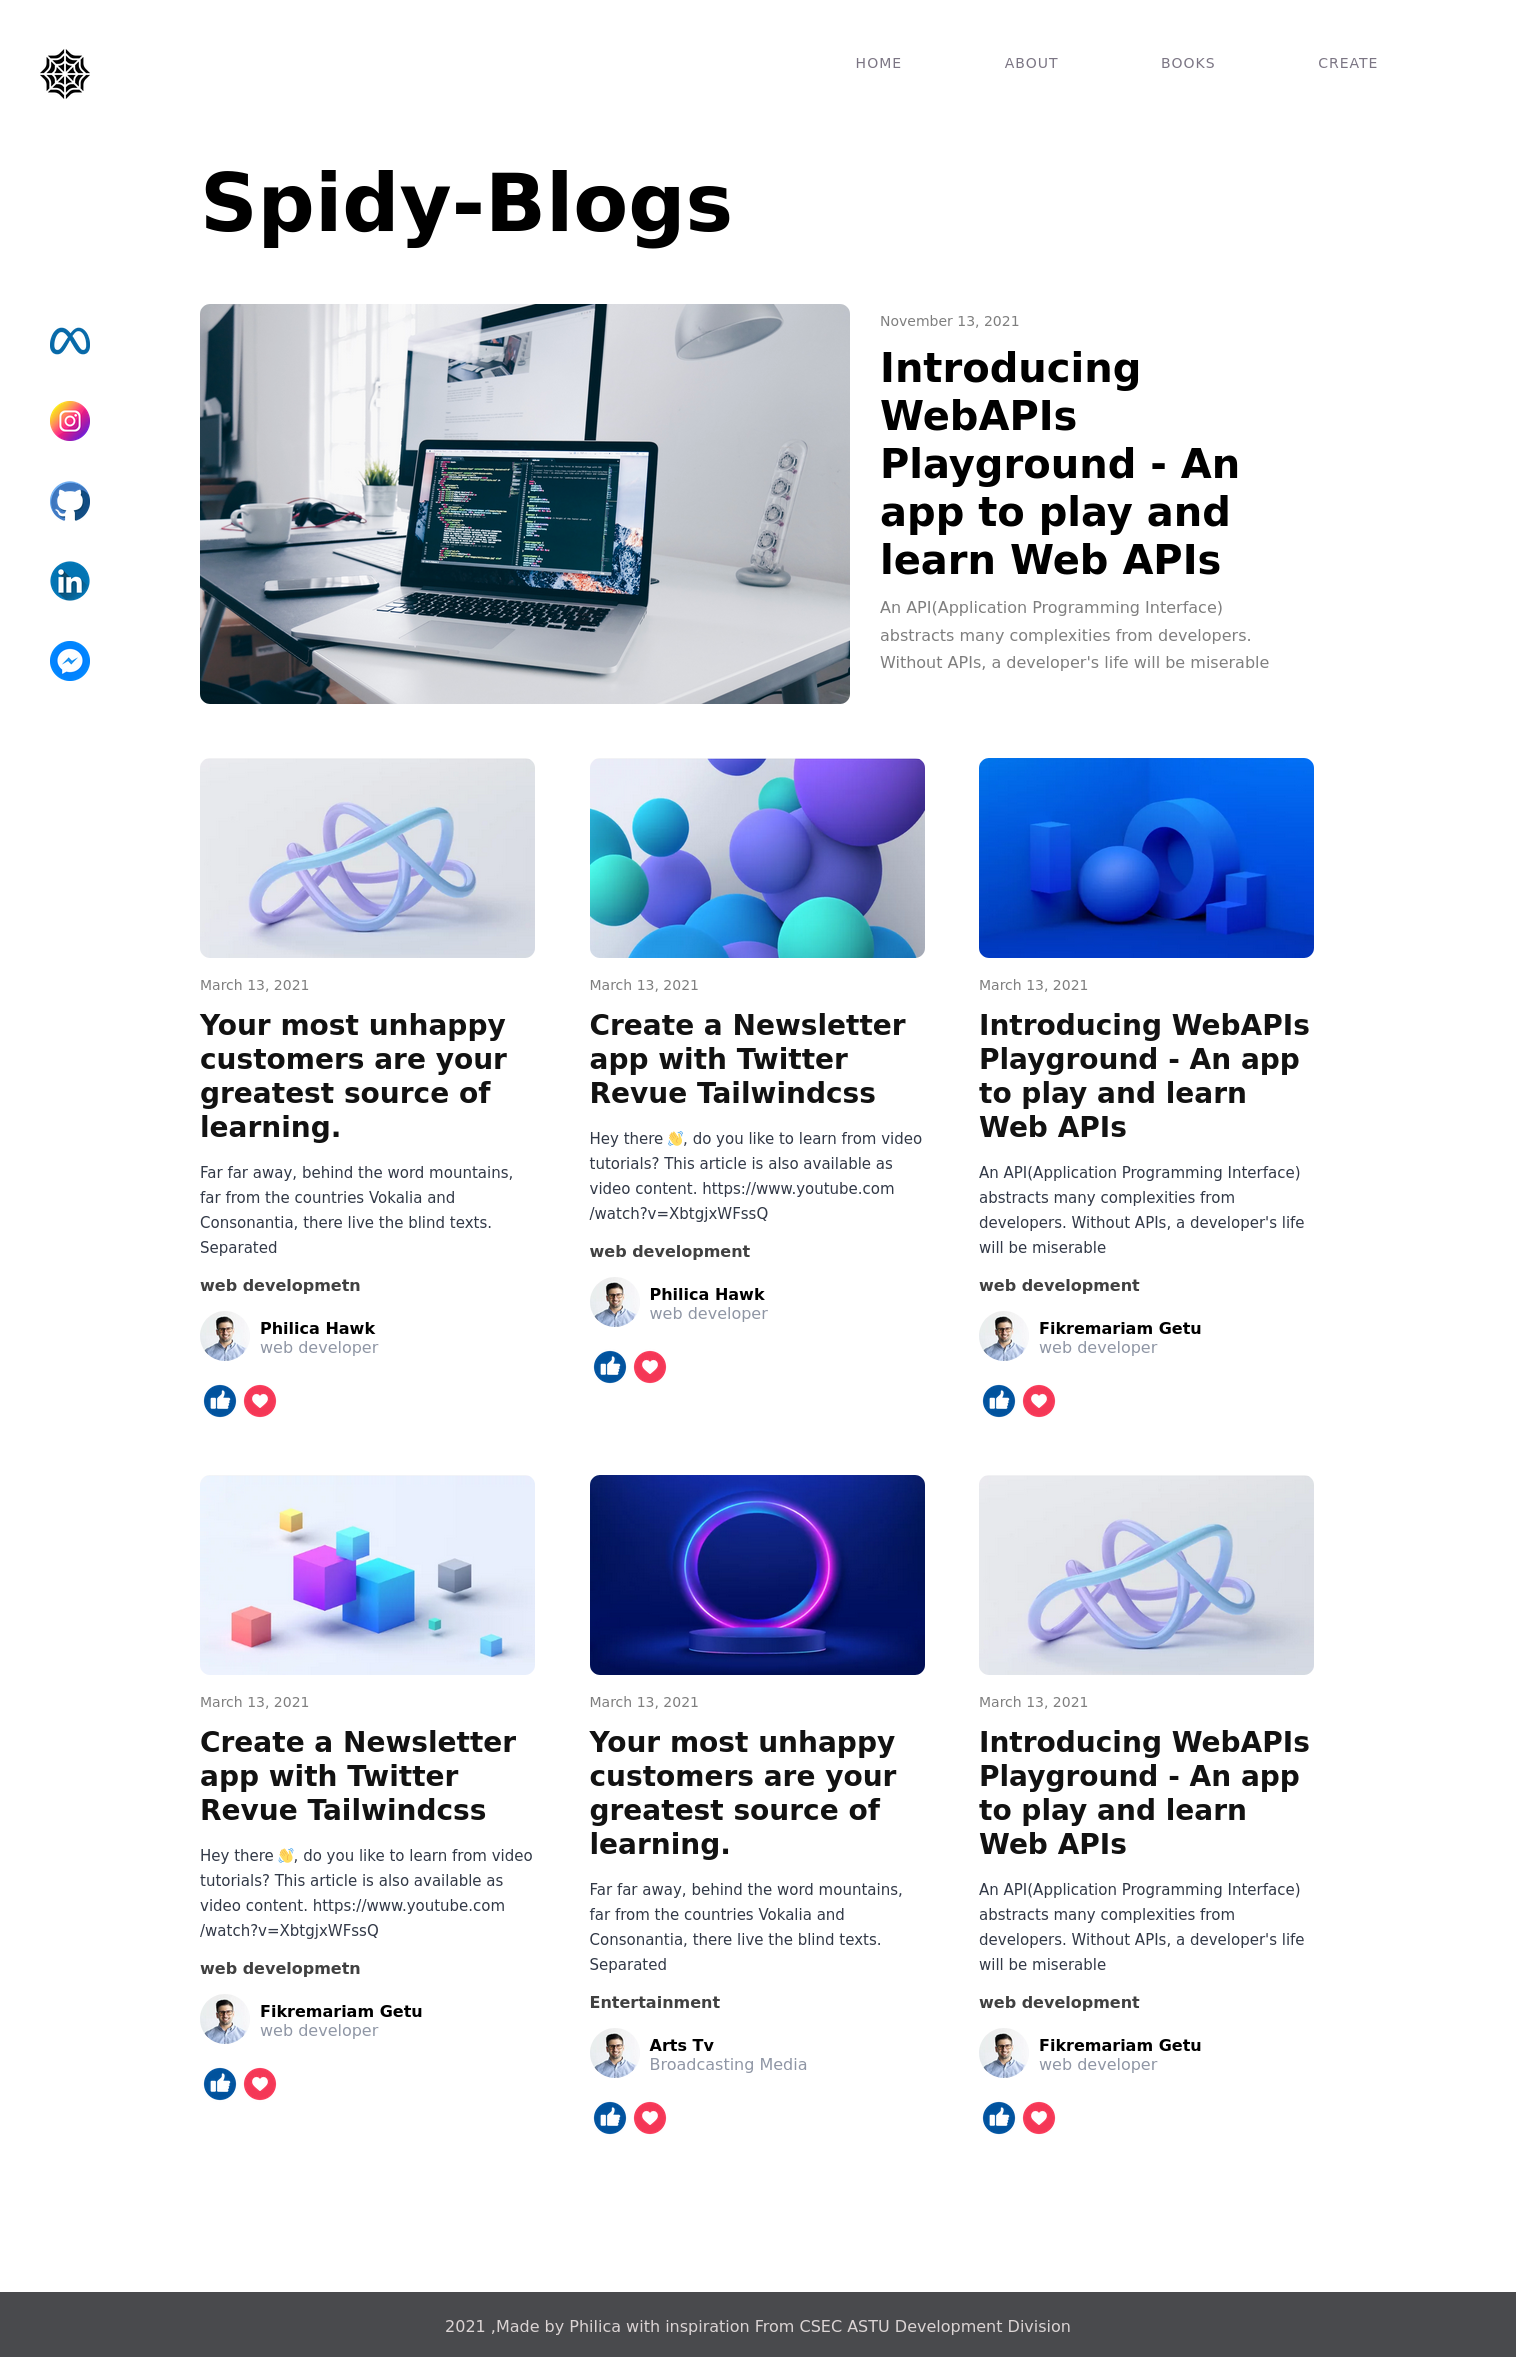 HOME ABOUT BOOKS CREATE
Spidy-Blogs
November 13, 2021
Introducing
WebAPIs
Playground - An
app to play and
learn Web APIs
An API(Application Programming Interface)
abstracts many complexities from developers.
Without APIs, a developer's life will be miserable
March 13, 2021
Your most unhappy
customers are your
greatest source of
learning.
Far far away, behind the word mountains,
far from the countries Vokalia and
Consonantia, there live the blind texts.
Separated
web developmetn
Philica Hawk
web developer
March 13, 2021
Create a Newsletter
app with Twitter
Revue Tailwindcss
Hey there 👋, do you like to learn from video
tutorials? This article is also available as
video content. https://www.youtube.com
/watch?v=XbtgjxWFssQ
web development
Philica Hawk
web developer
March 13, 2021
Introducing WebAPIs
Playground - An app
to play and learn
Web APIs
An API(Application Programming Interface)
abstracts many complexities from
developers. Without APIs, a developer's life
will be miserable
web development
Fikremariam Getu
web developer
March 13, 2021
Create a Newsletter
app with Twitter
Revue Tailwindcss
Hey there 👋, do you like to learn from video
tutorials? This article is also available as
video content. https://www.youtube.com
/watch?v=XbtgjxWFssQ
web developmetn
Fikremariam Getu
web developer
March 13, 2021
Your most unhappy
customers are your
greatest source of
learning.
Far far away, behind the word mountains,
far from the countries Vokalia and
Consonantia, there live the blind texts.
Separated
Entertainment
Arts Tv
Broadcasting Media
March 13, 2021
Introducing WebAPIs
Playground - An app
to play and learn
Web APIs
An API(Application Programming Interface)
abstracts many complexities from
developers. Without APIs, a developer's life
will be miserable
web development
Fikremariam Getu
web developer
2021 ,Made by Philica with inspiration From CSEC ASTU Development Division